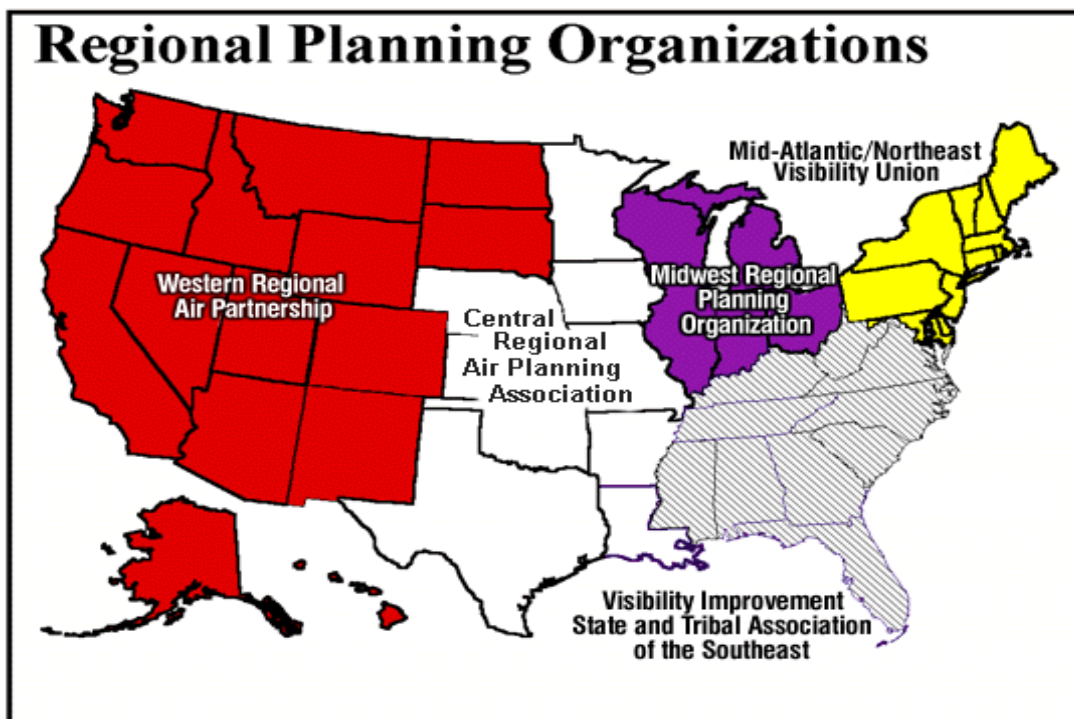 Regional Planning Organizations
Mid-Atlantic/Northeast
Visibility Union
Western Regional
Air Partnership
Midwest Regional
Planning
Organization
Central
Regional
Air Planning
Association
Visibility Improvement
State and Tribal Association
of the Southeast